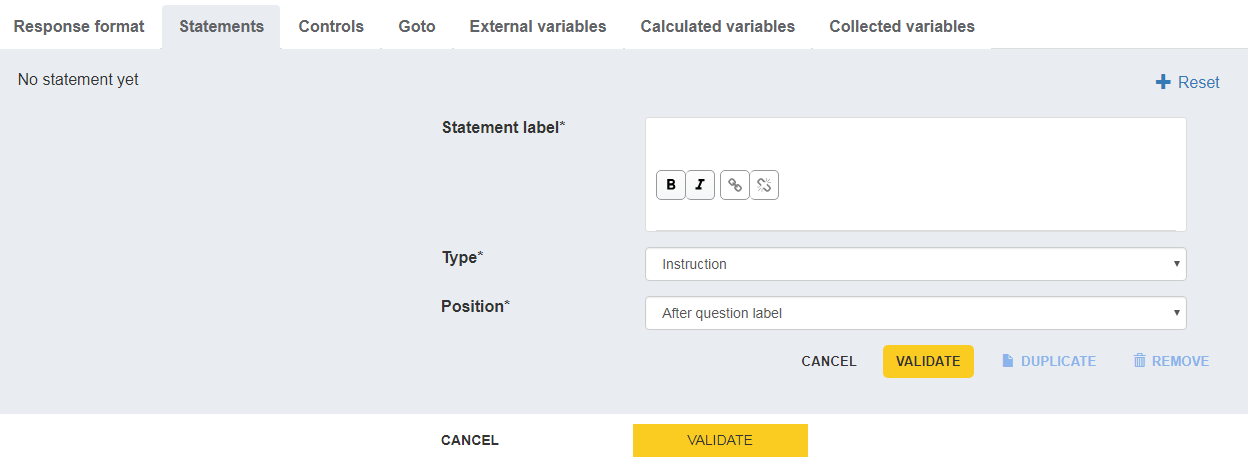 Response format Statements Controls Goto External variables Calculated variables Collected variables
No statement yet
Reset
Statement label*
B I
Type*
Instruction
Position*
After question label
CANCEL VALIDATE DUPLICATE REMOVE
CANCEL VALIDATE